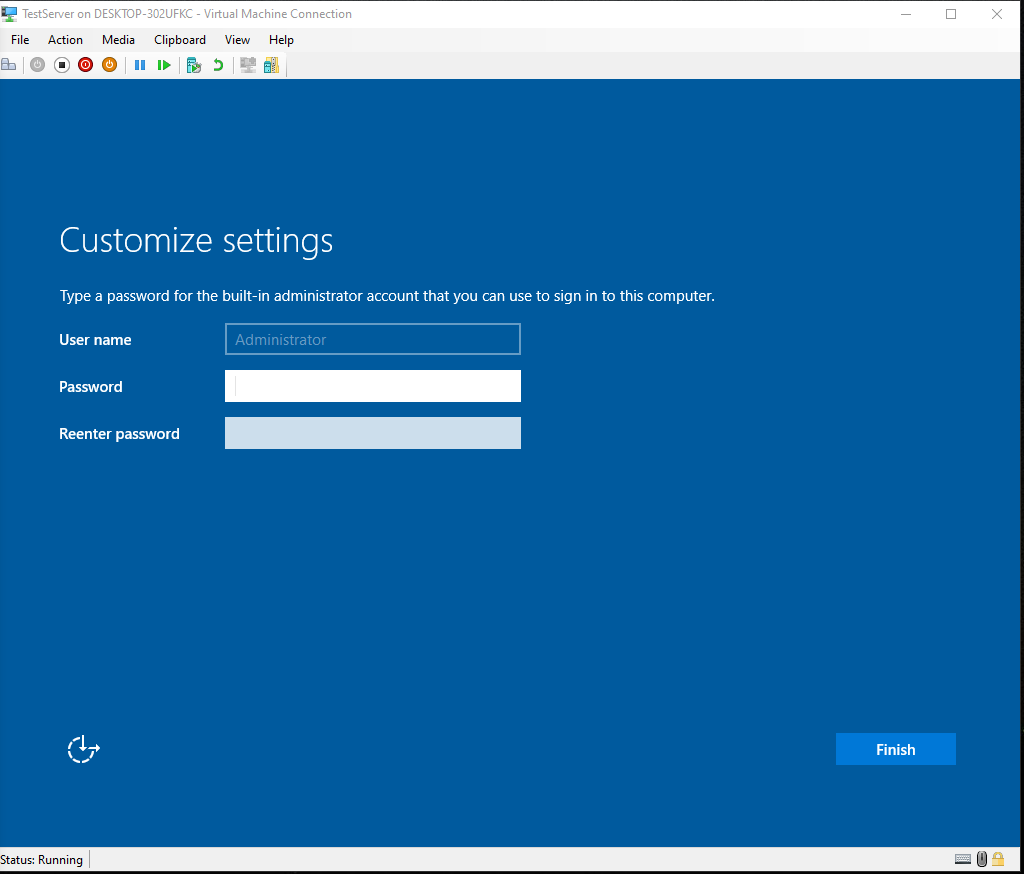 TestServer on DESKTOP-302UFKC - Virtual Machine Connection
File Action Media Clipboard View Help
Customize settings
Type a password for the built-in administrator account that you can use to sign in to this computer.
User name Administrator
Password
Reenter password
Finish
Status: Running